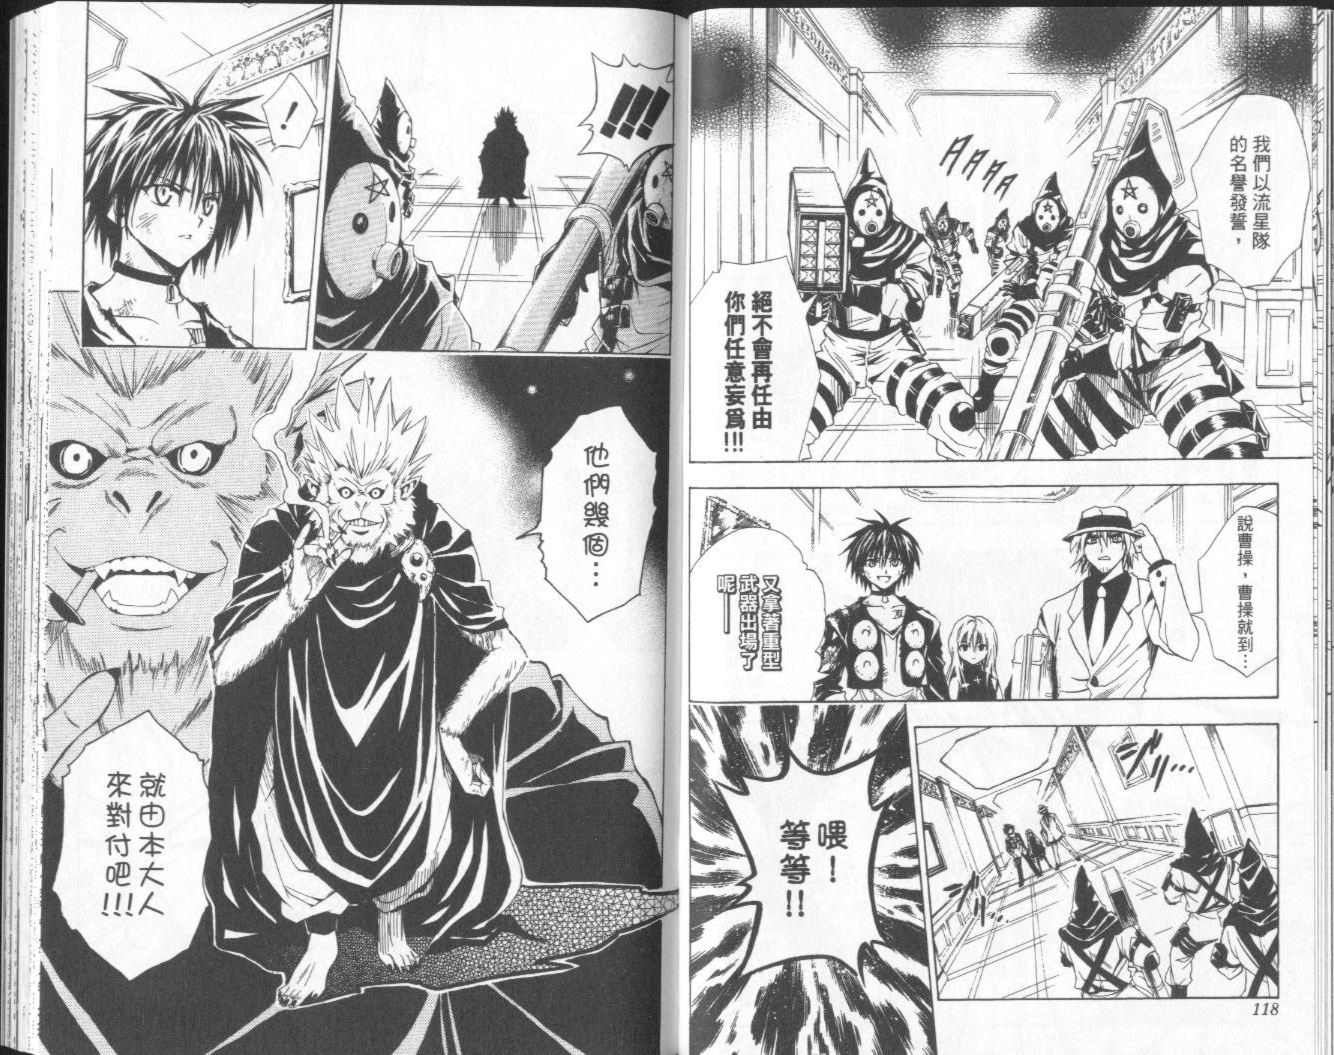 我們以流星隊
的名譽發誓，
絕不會再任由
你們任意妄爲!!!
說曹操，曹操就到…
又拿著重型
武器出場了
呢——
喂！
等等!!
118
!!!
!
他們幾個…
就由本大人
來對付吧!!!